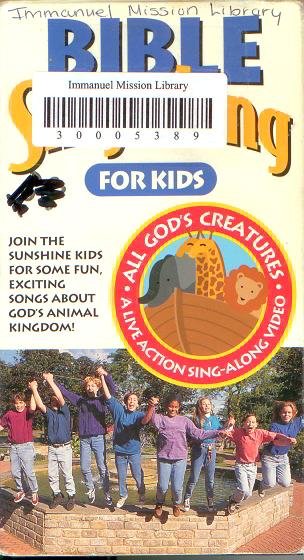 Immanuel Mission Library
BIBLE
Immanuel Mission Library
30005389
FOR KIDS
JOIN THE
SUNSHINE KIDS
FOR SOME FUN,
EXCITING
SONGS ABOUT
GOD'S ANIMAL
KINGDOM!
• ALL GOD'S CREATURES •
A LIVE ACTION SING-ALONG VIDEO